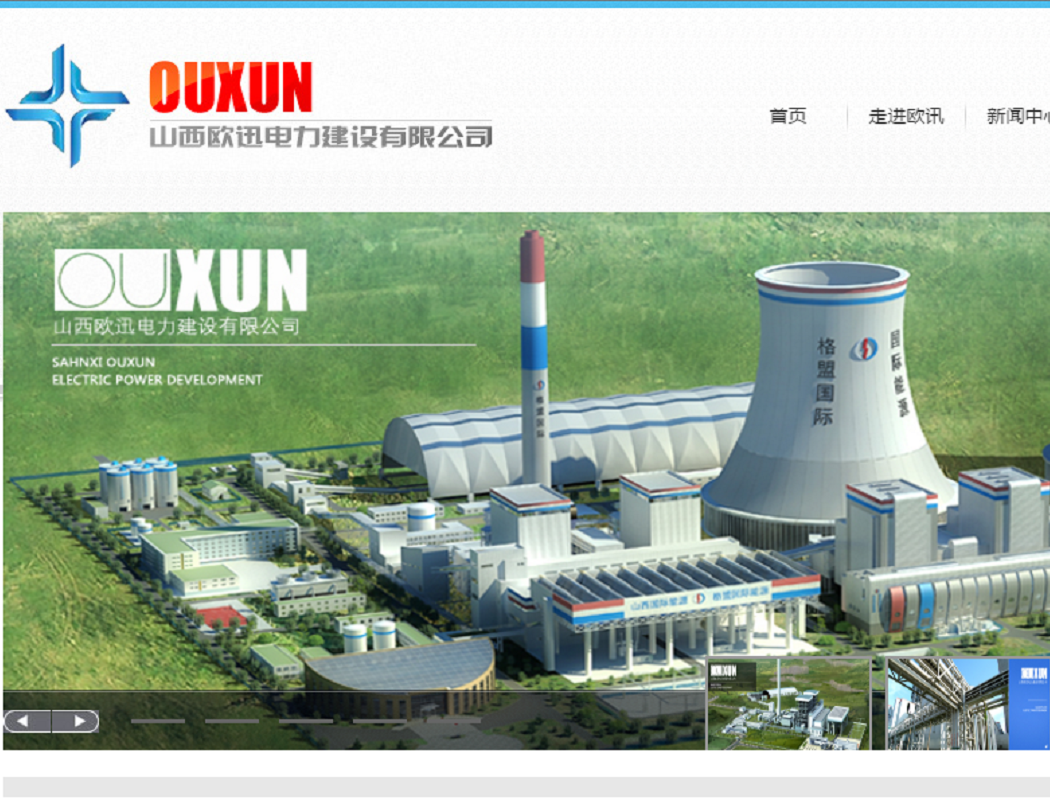 OUXUN
山西欧迅电力建设有限公司
首页
走进欧讯
新闻中心
OUXUN
山西欧迅电力建设有限公司
SAHNXI OUXUN
ELECTRIC POWER DEVELOPMENT
格盟国际
国际能源
格盟国际
山西国际能源 格盟国际能源
OUXUN